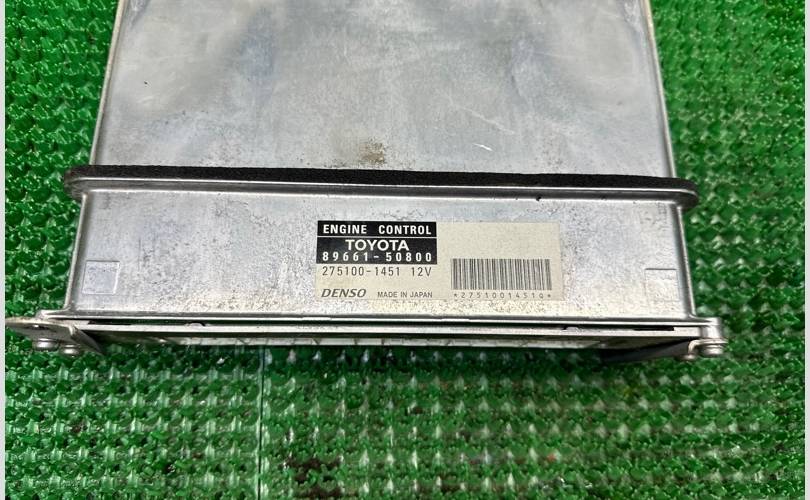 ENGINE CONTROL
TOYOTA
89661-50800
275100-1451 12V
DENSO MADE IN JAPAN
*2751001451Q*